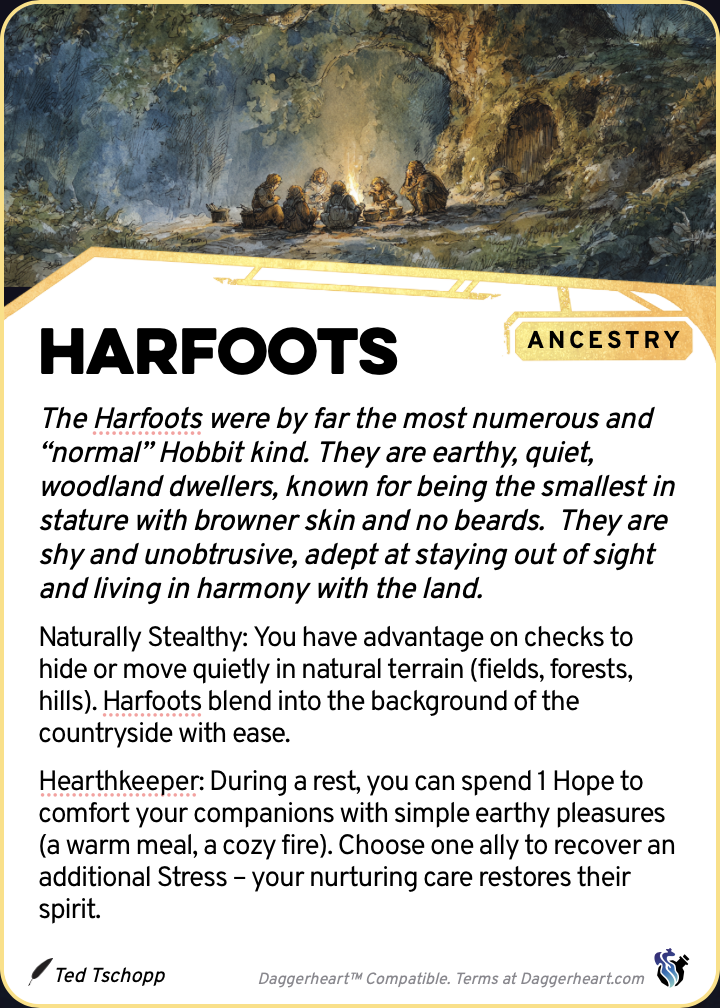 HARFOOTS
ANCESTRY
The Harfoots were by far the most numerous and
“normal” Hobbit kind. They are earthy, quiet,
woodland dwellers, known for being the smallest in
stature with browner skin and no beards.  They are
shy and unobtrusive, adept at staying out of sight
and living in harmony with the land.
Naturally Stealthy: You have advantage on checks to
hide or move quietly in natural terrain (fields, forests,
hills). Harfoots blend into the background of the
countryside with ease.
Hearthkeeper: During a rest, you can spend 1 Hope to
comfort your companions with simple earthy pleasures
(a warm meal, a cozy fire). Choose one ally to recover an
additional Stress – your nurturing care restores their
spirit.
Ted Tschopp
Daggerheart™ Compatible. Terms at Daggerheart.com